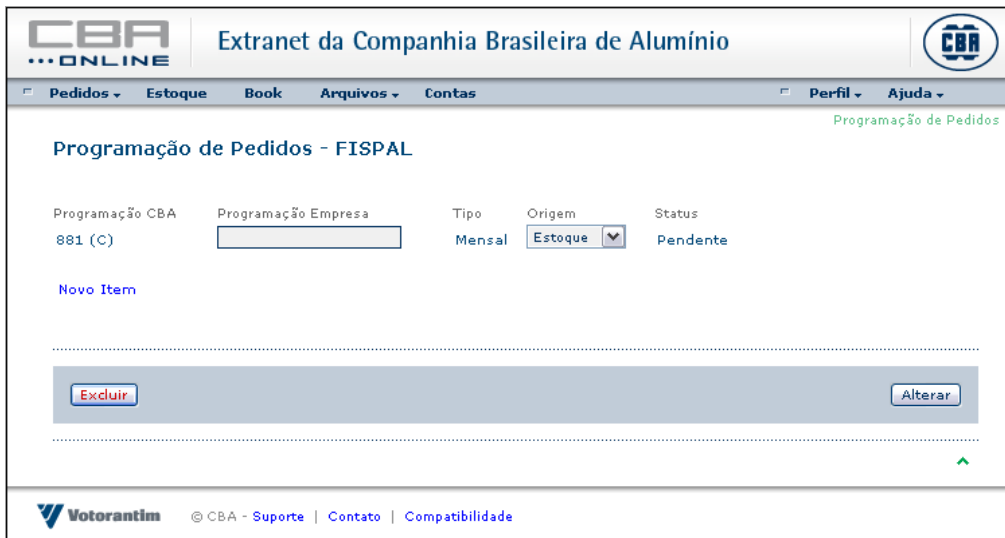 CBA
...ONLINE
Extranet da Companhia Brasileira de Alumínio
CBA
Pedidos Estoque Book Arquivos Contas Perfil Ajuda
Programação de Pedidos
Programação de Pedidos - FISPAL
Programação CBA Programação Empresa Tipo Origem Status
881 (C) Mensal Estoque Pendente
Novo Item
Excluir Alterar
Votorantim © CBA - Suporte | Contato | Compatibilidade